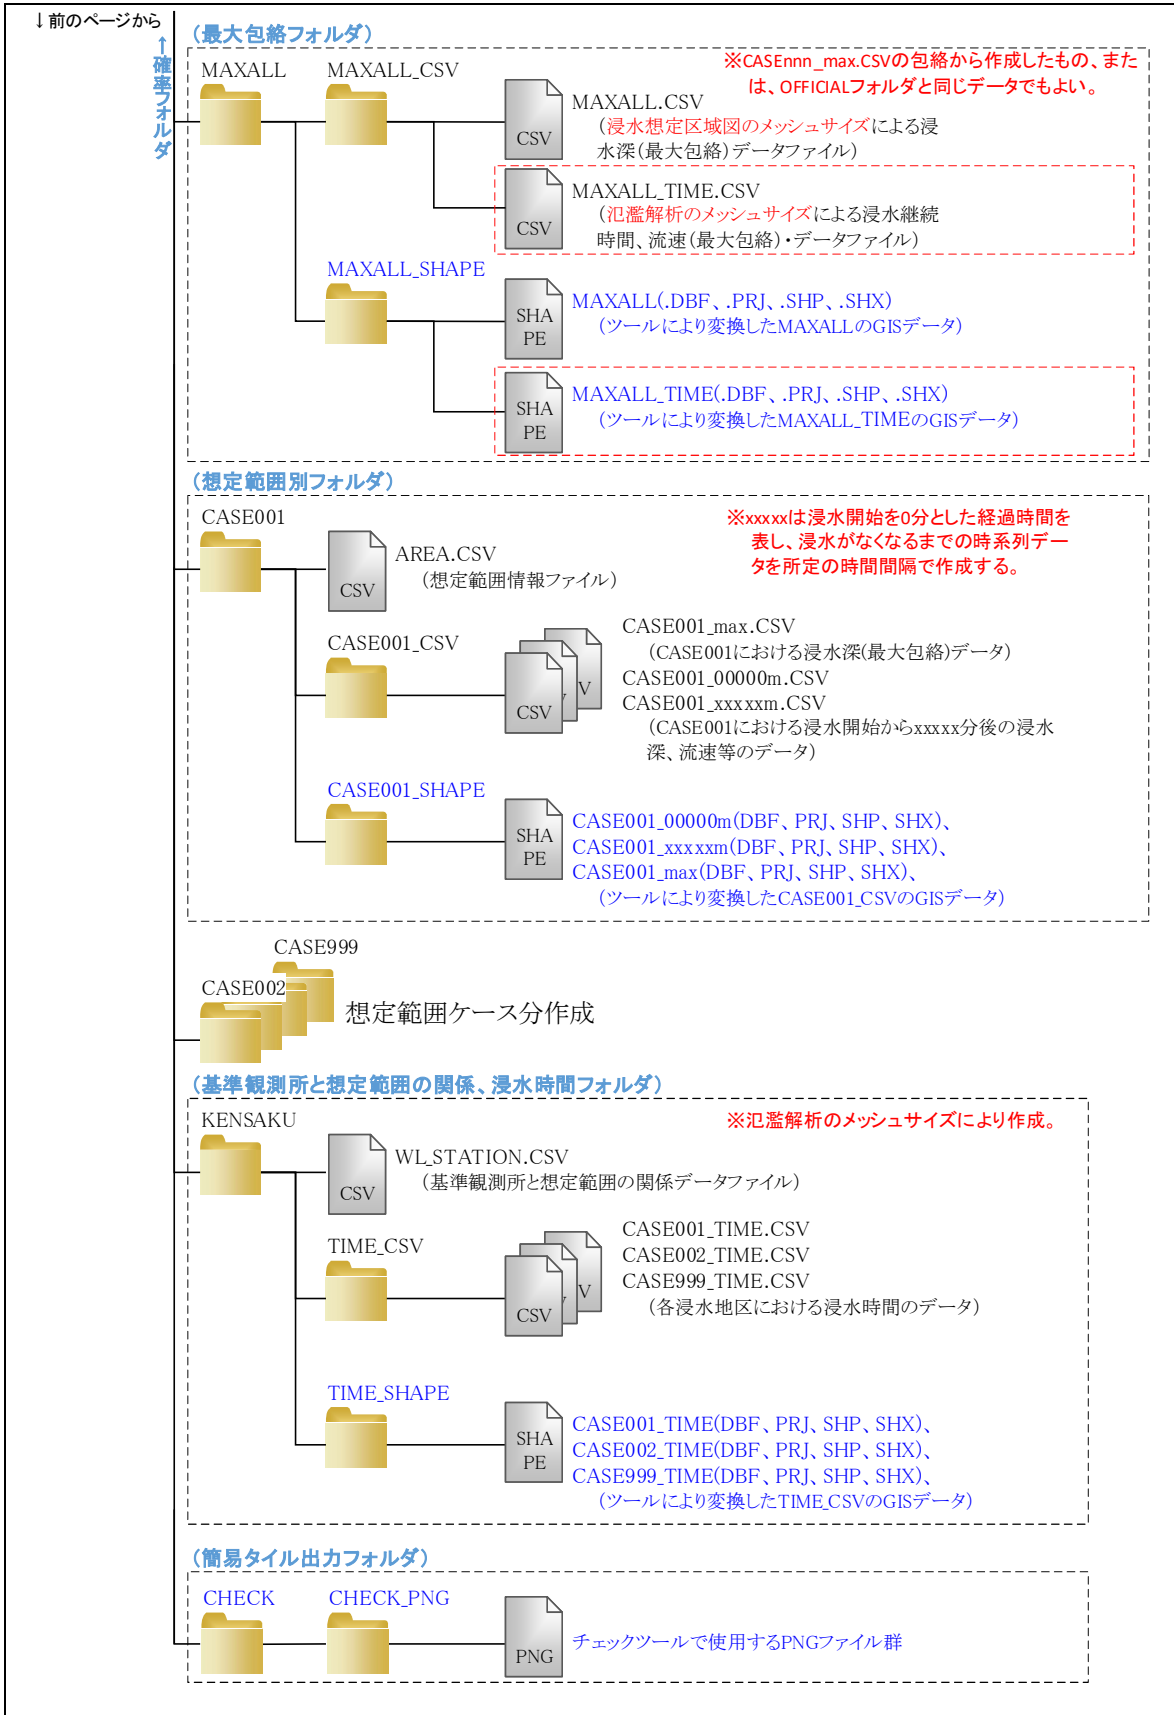 ↓前のページから
↑確率フォルダ
（最大包絡フォルダ）
MAXALL
MAXALL_CSV
※CASEnnn_max.CSVの包絡から作成したもの、また
は、OFFICIALフォルダと同じデータでもよい。
CSV
MAXALL.CSV
（浸水想定区域図のメッシュサイズによる浸
水深（最大包絡）データファイル）
CSV
MAXALL_TIME.CSV
（氾濫解析のメッシュサイズによる浸水継続
時間、流速（最大包絡）・データファイル）
MAXALL_SHAPE
SHA
PE
MAXALL(.DBF、.PRJ、.SHP、.SHX)
（ツールにより変換したMAXALLのGISデータ）
SHA
PE
MAXALL_TIME(.DBF、.PRJ、.SHP、.SHX)
（ツールにより変換したMAXALL_TIMEのGISデータ）
（想定範囲別フォルダ）
CASE001
※xxxxxは浸水開始を0分とした経過時間を
表し、浸水がなくなるまでの時系列デー
タを所定の時間間隔で作成する。
CSV
AREA.CSV
（想定範囲情報ファイル）
CASE001_CSV
CSV
V
CASE001_max.CSV
（CASE001における浸水深(最大包絡)データ）
CASE001_00000m.CSV
CASE001_xxxxxm.CSV
（CASE001における浸水開始からxxxxx分後の浸水
深、流速等のデータ）
CASE001_SHAPE
SHA
PE
CASE001_00000m(DBF、PRJ、SHP、SHX)、
CASE001_xxxxxm(DBF、PRJ、SHP、SHX)、
CASE001_max(DBF、PRJ、SHP、SHX)、
（ツールにより変換したCASE001_CSVのGISデータ）
CASE999
CASE002
想定範囲ケース分作成
（基準観測所と想定範囲の関係、浸水時間フォルダ）
KENSAKU
※氾濫解析のメッシュサイズにより作成。
CSV
WL_STATION.CSV
（基準観測所と想定範囲の関係データファイル）
TIME_CSV
CSV
V
CASE001_TIME.CSV
CASE002_TIME.CSV
CASE999_TIME.CSV
（各浸水地区における浸水時間のデータ）
TIME_SHAPE
SHA
PE
CASE001_TIME(DBF、PRJ、SHP、SHX)、
CASE002_TIME(DBF、PRJ、SHP、SHX)、
CASE999_TIME(DBF、PRJ、SHP、SHX)、
（ツールにより変換したTIME_CSVのGISデータ）
（簡易タイル出力フォルダ）
CHECK
CHECK_PNG
PNG
チェックツールで使用するPNGファイル群